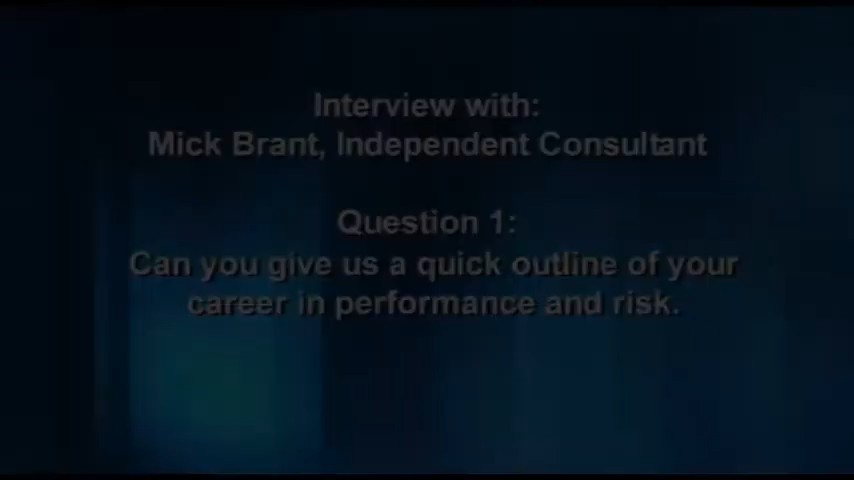 Interview with:
Mick Brant, Independent Consultant
Question 1:
Can you give us a quick outline of your
career in performance and risk.